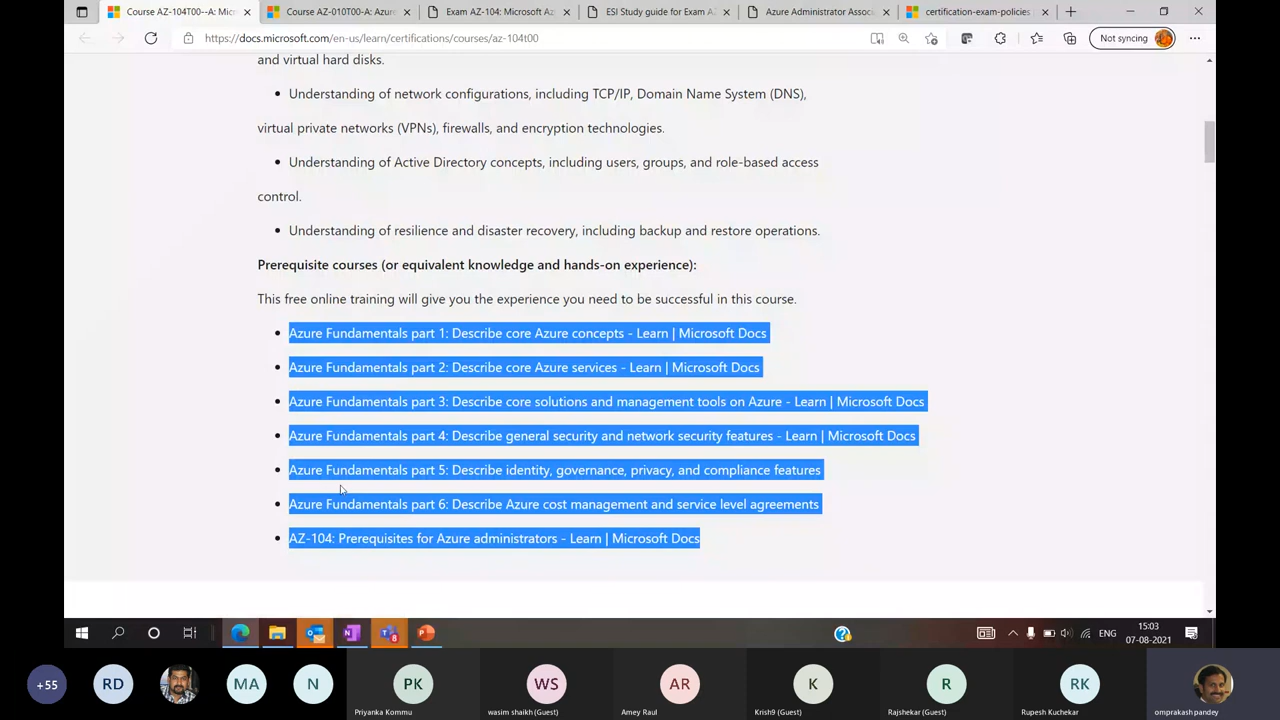 Course AZ-104T00--A: Mic
Course AZ-010T00-A: Azure
Exam AZ-104: Microsoft Az
ESI Study guide for Exam A
Azure Administrator Assoc
certification-exam-policies
https://docs.microsoft.com/en-us/learn/certifications/courses/az-104t00
Not syncing
and virtual hard disks.
• Understanding of network configurations, including TCP/IP, Domain Name System (DNS),
virtual private networks (VPNs), firewalls, and encryption technologies.
• Understanding of Active Directory concepts, including users, groups, and role-based access
control.
• Understanding of resilience and disaster recovery, including backup and restore operations.
Prerequisite courses (or equivalent knowledge and hands-on experience):
This free online training will give you the experience you need to be successful in this course.
• Azure Fundamentals part 1: Describe core Azure concepts - Learn | Microsoft Docs
• Azure Fundamentals part 2: Describe core Azure services - Learn | Microsoft Docs
• Azure Fundamentals part 3: Describe core solutions and management tools on Azure - Learn | Microsoft Docs
• Azure Fundamentals part 4: Describe general security and network security features - Learn | Microsoft Docs
• Azure Fundamentals part 5: Describe identity, governance, privacy, and compliance features
• Azure Fundamentals part 6: Describe Azure cost management and service level agreements
• AZ-104: Prerequisites for Azure administrators - Learn | Microsoft Docs
8
ENG
15:03
07-08-2021
+55
RD
MA
N
PK
WS
AR
K
R
RK
Priyanka Kommu
wasim shaikh (Guest)
Amey Raul
Krish9 (Guest)
Rajshekar (Guest)
Rupesh Kuchekar
omprakash pandey